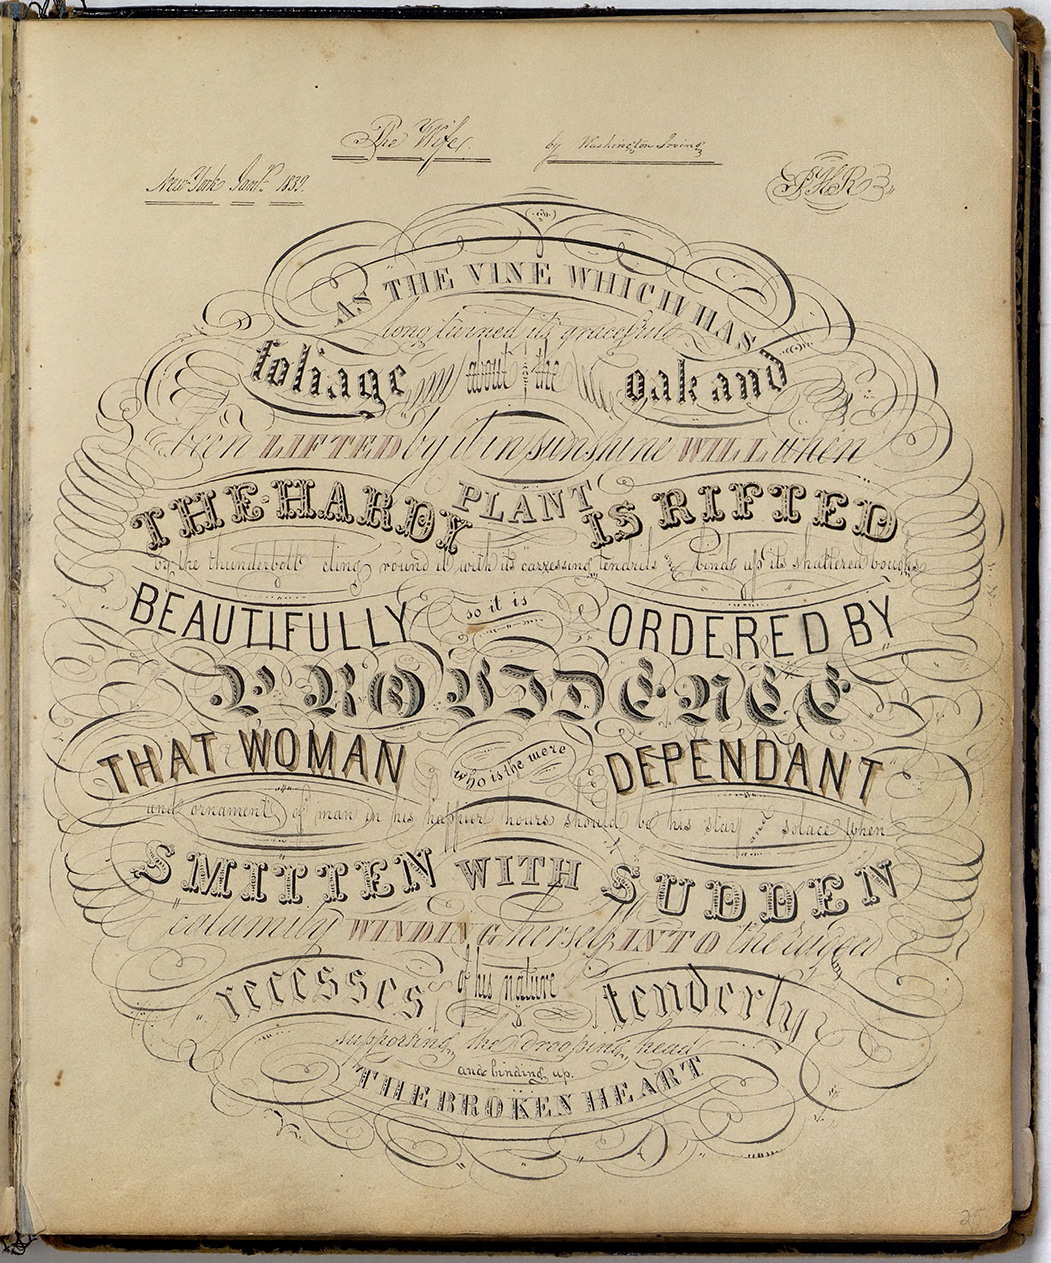 The Wife. by Washington Irving
New-York Jany. 1839. SHR
AS THE VINE WHICH HAS
long twined its graceful
foliage about the oak and
been LIFTED by it in sunshine WILL when
THE HARDY PLANT IS RIFTED
by the thunderbolt cling round it with its carressing tendrils & bind up its shattered boughs
BEAUTIFULLY so it is ORDERED BY
PROVIDENCE
THAT WOMAN who is the mere DEPENDANT
and ornament of man in his happier hours should be his stay and solace when
SMITTEN WITH SUDDEN
calamity WINDING herself INTO the rugged
recesses of his nature tenderly
supporting the drooping head
and binding up.
THE BROKEN HEART
25